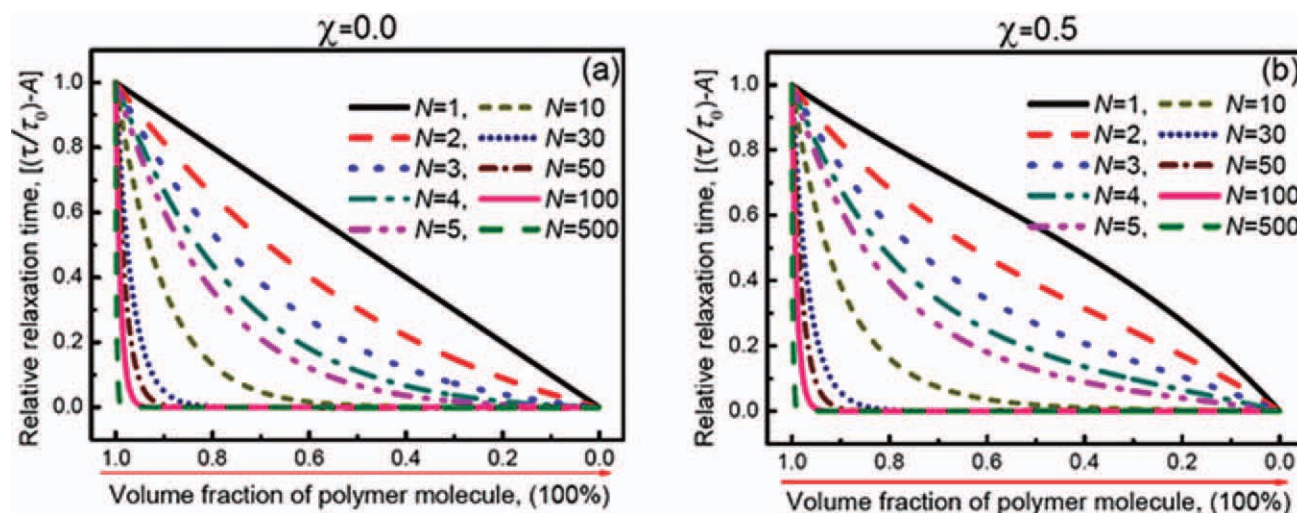 χ=0.0
(a)
Relative relaxation time, [(τ/τ₀)-A]
1.0
0.8
0.6
0.4
0.2
0.0
N=1, N=10
N=2, N=30
N=3, N=50
N=4, N=100
N=5, N=500
1.0 0.8 0.6 0.4 0.2 0.0
Volume fraction of polymer molecule, (100%)
χ=0.5
(b)
Relative relaxation time, [(τ/τ₀)-A]
1.0
0.8
0.6
0.4
0.2
0.0
N=1, N=10
N=2, N=30
N=3, N=50
N=4, N=100
N=5, N=500
1.0 0.8 0.6 0.4 0.2 0.0
Volume fraction of polymer molecule, (100%)